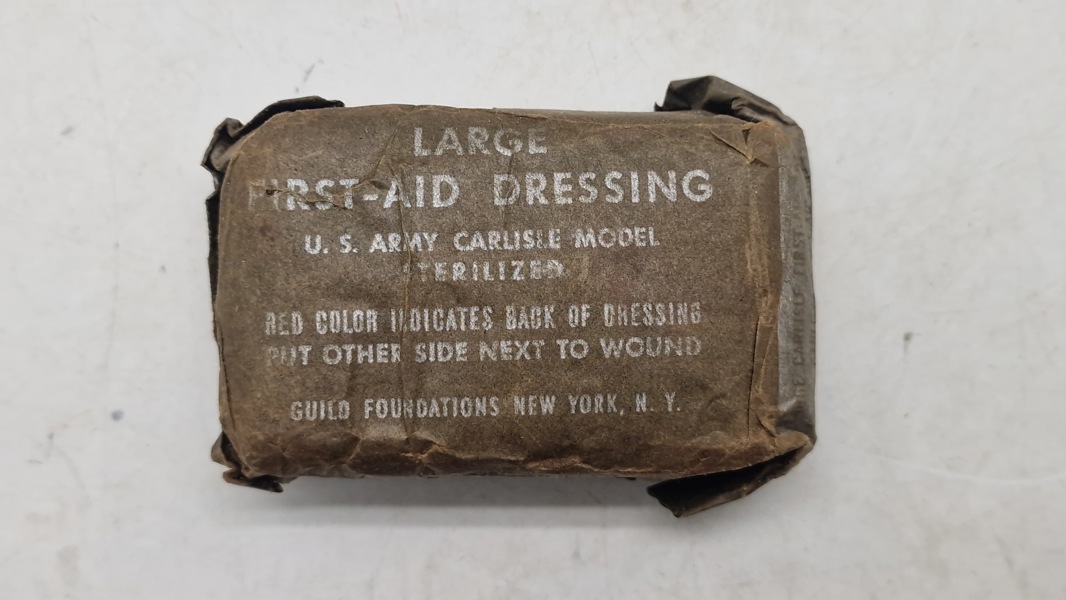 LARGE
FIRST-AID DRESSING
U. S. ARMY CARLISLE MODEL
STERILIZED
RED COLOR INDICATES BACK OF DRESSING
PUT OTHER SIDE NEXT TO WOUND
GUILD FOUNDATIONS NEW YORK, N. Y.